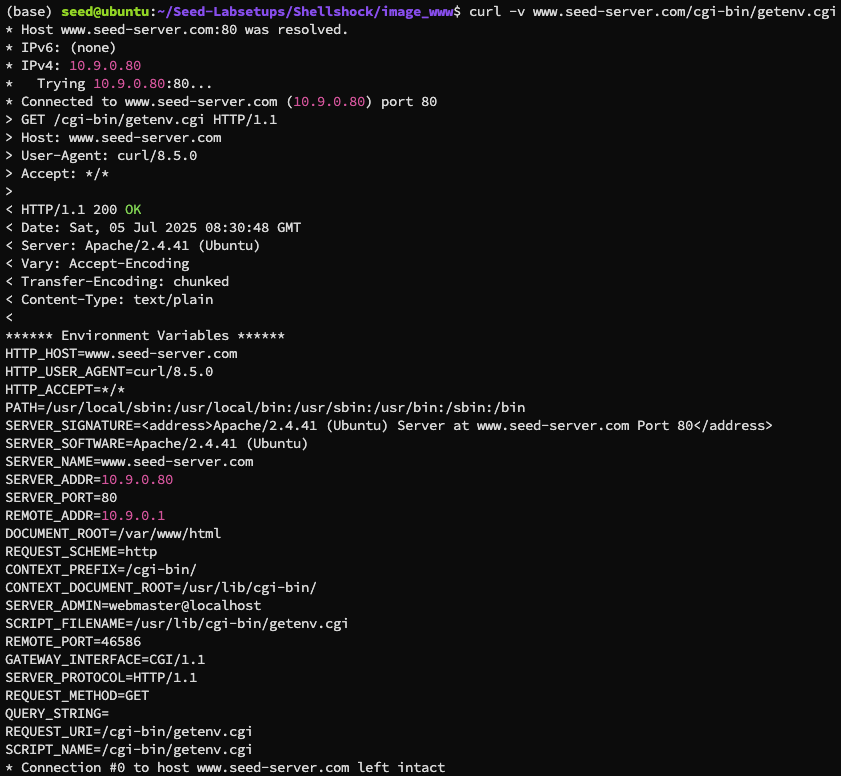 (base) seed@ubuntu:~/Seed-Labsetups/Shellshock/image_www$ curl -v www.seed-server.com/cgi-bin/getenv.cgi
* Host www.seed-server.com:80 was resolved.
* IPv6: (none)
* IPv4: 10.9.0.80
*   Trying 10.9.0.80:80...
* Connected to www.seed-server.com (10.9.0.80) port 80
> GET /cgi-bin/getenv.cgi HTTP/1.1
> Host: www.seed-server.com
> User-Agent: curl/8.5.0
> Accept: */*
>
< HTTP/1.1 200 OK
< Date: Sat, 05 Jul 2025 08:30:48 GMT
< Server: Apache/2.4.41 (Ubuntu)
< Vary: Accept-Encoding
< Transfer-Encoding: chunked
< Content-Type: text/plain
<
****** Environment Variables ******
HTTP_HOST=www.seed-server.com
HTTP_USER_AGENT=curl/8.5.0
HTTP_ACCEPT=*/*
PATH=/usr/local/sbin:/usr/local/bin:/usr/sbin:/usr/bin:/sbin:/bin
SERVER_SIGNATURE=<address>Apache/2.4.41 (Ubuntu) Server at www.seed-server.com Port 80</address>
SERVER_SOFTWARE=Apache/2.4.41 (Ubuntu)
SERVER_NAME=www.seed-server.com
SERVER_ADDR=10.9.0.80
SERVER_PORT=80
REMOTE_ADDR=10.9.0.1
DOCUMENT_ROOT=/var/www/html
REQUEST_SCHEME=http
CONTEXT_PREFIX=/cgi-bin/
CONTEXT_DOCUMENT_ROOT=/usr/lib/cgi-bin/
SERVER_ADMIN=webmaster@localhost
SCRIPT_FILENAME=/usr/lib/cgi-bin/getenv.cgi
REMOTE_PORT=46586
GATEWAY_INTERFACE=CGI/1.1
SERVER_PROTOCOL=HTTP/1.1
REQUEST_METHOD=GET
QUERY_STRING=
REQUEST_URI=/cgi-bin/getenv.cgi
SCRIPT_NAME=/cgi-bin/getenv.cgi
* Connection #0 to host www.seed-server.com left intact